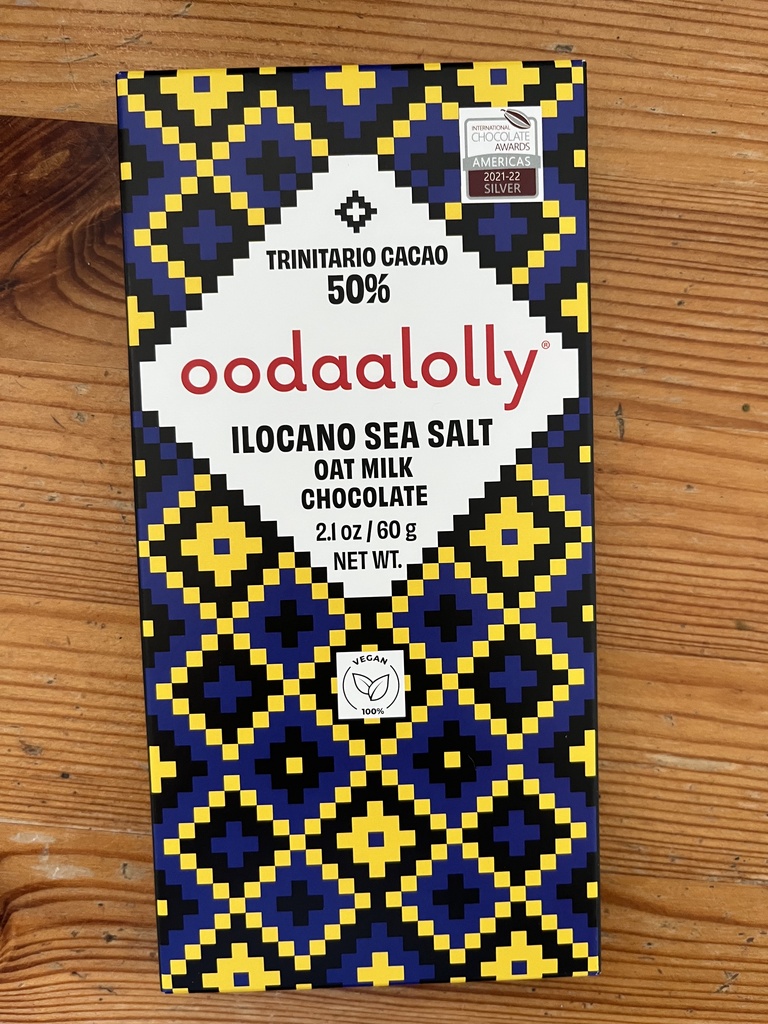 INTERNATIONAL
CHOCOLATE
AWARDS
AMERICAS
2021-22
SILVER
TRINITARIO CACAO
50%
oodaalolly®
ILOCANO SEA SALT
OAT MILK
CHOCOLATE
2.1 oz / 60 g
NET WT.
VEGAN
100%